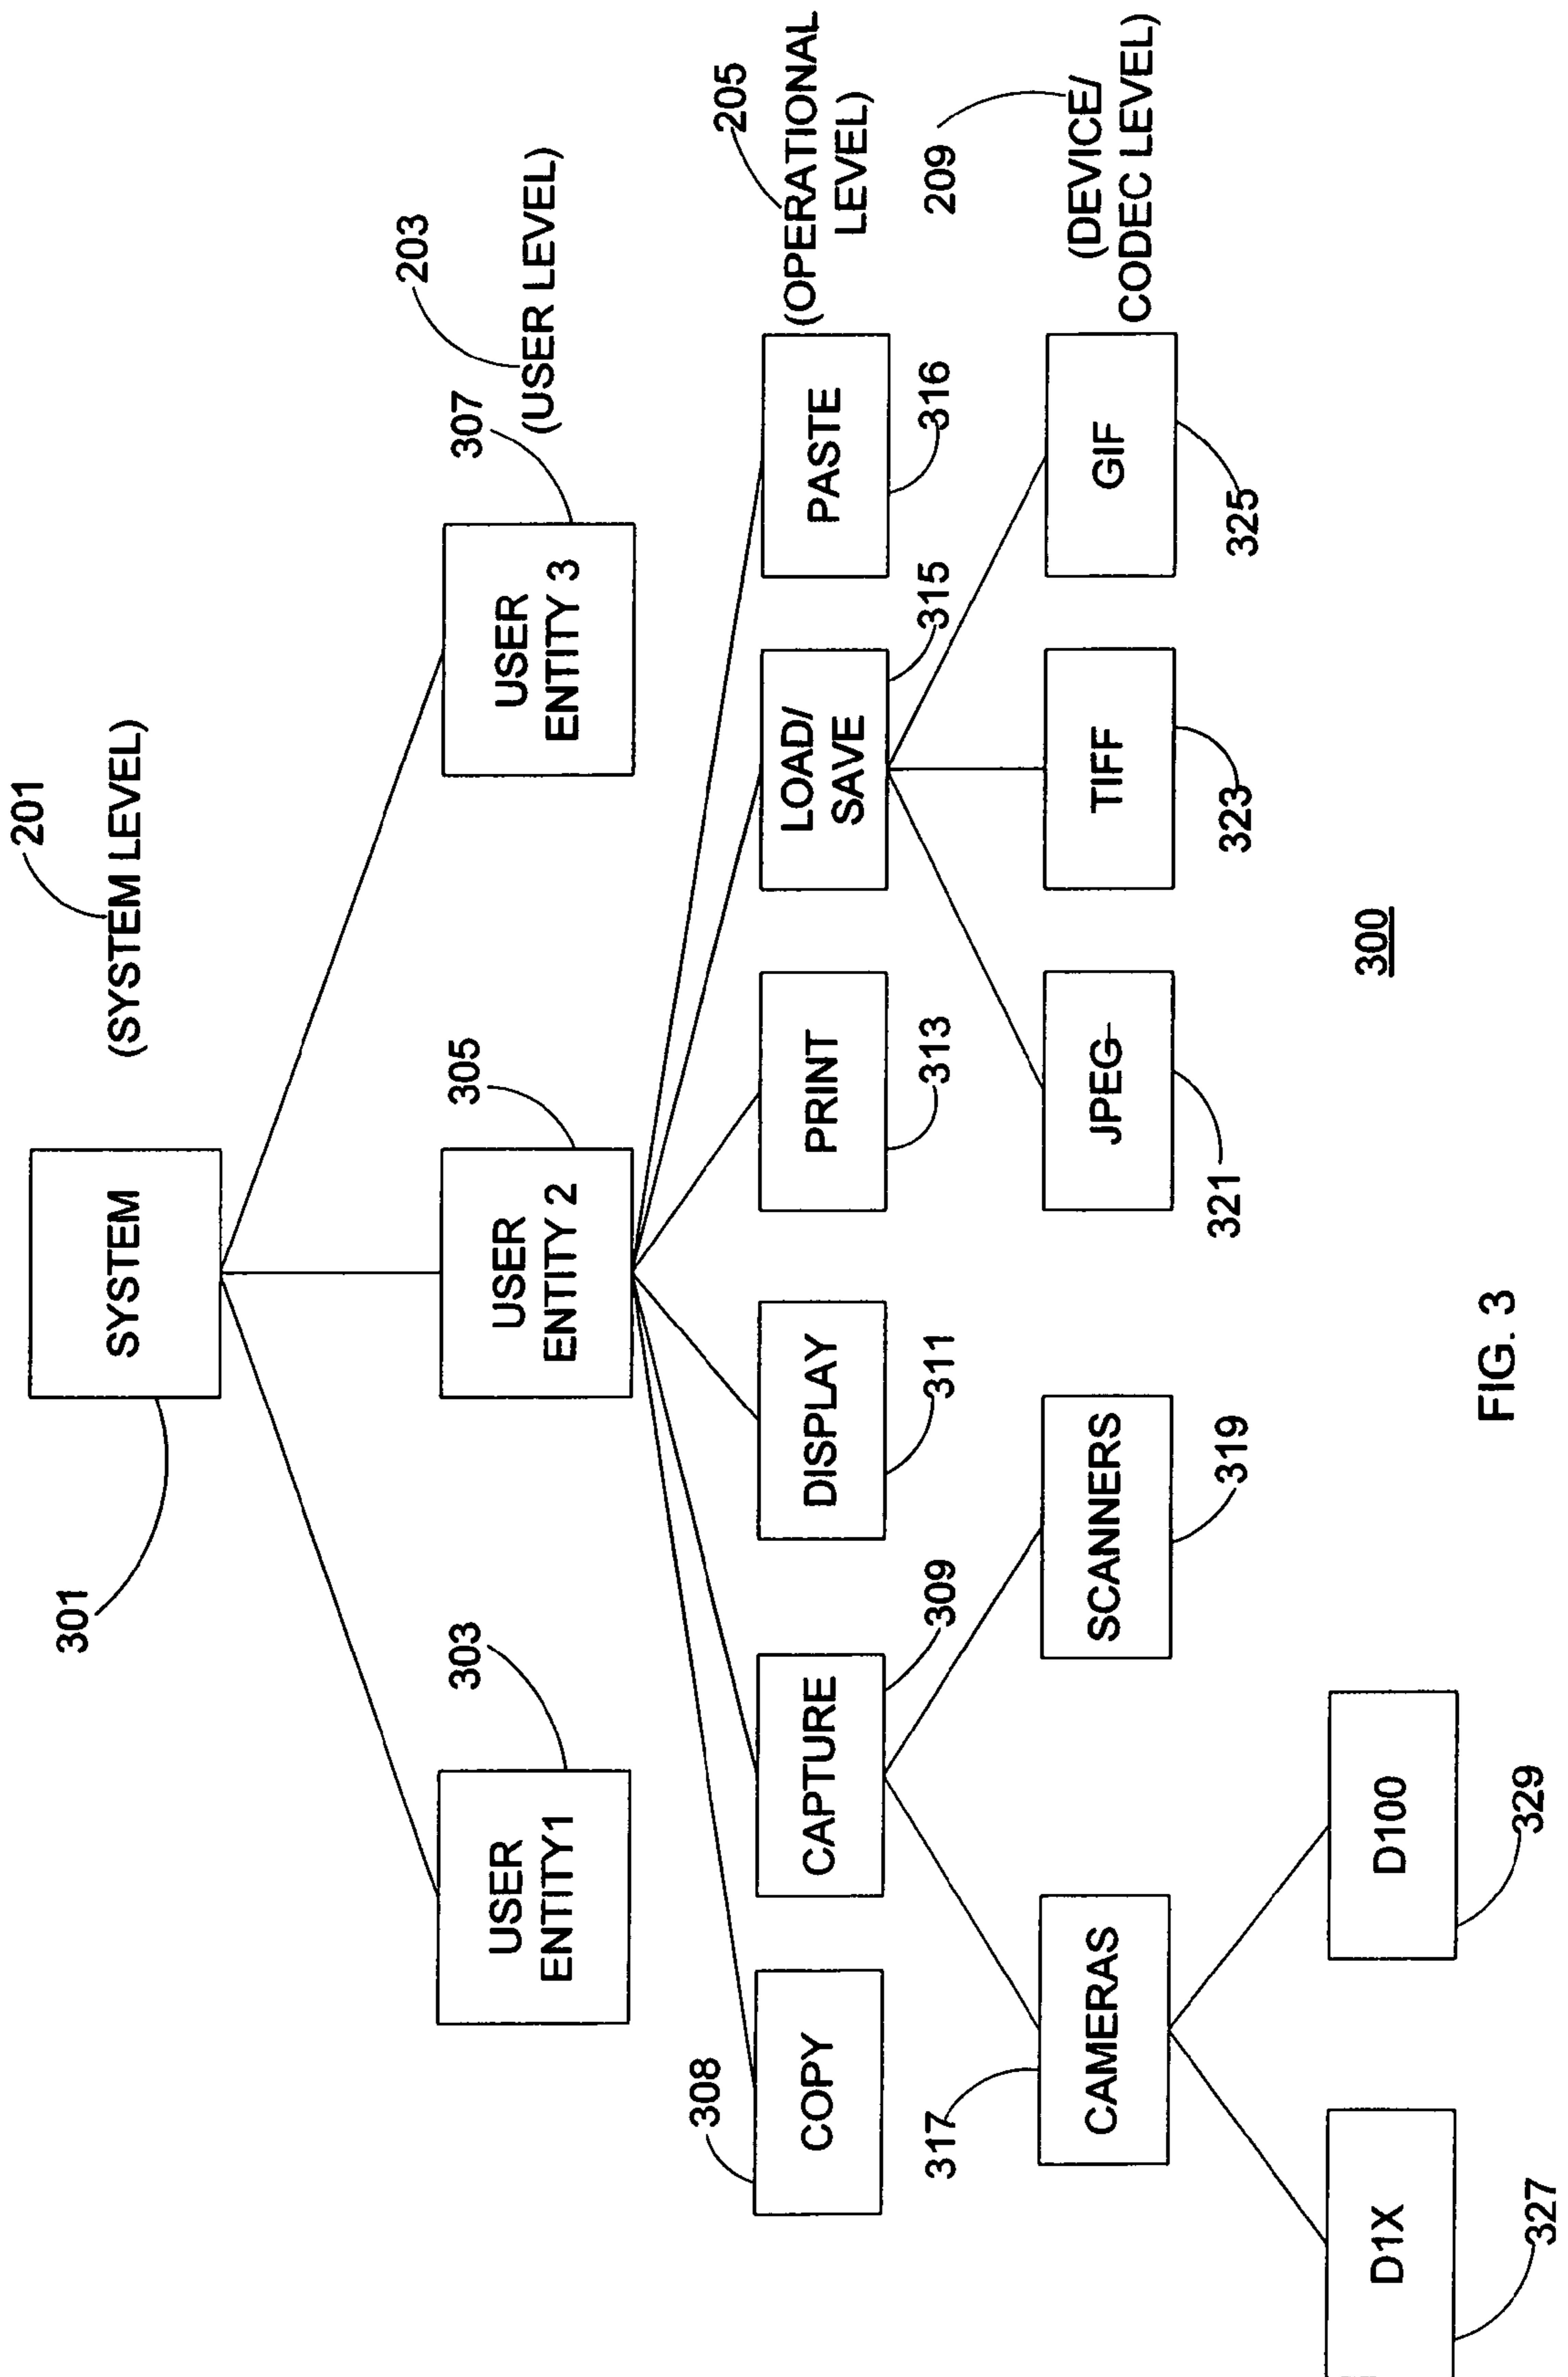 201
(SYSTEM LEVEL)
301
SYSTEM
203
(USER LEVEL)
303
305
307
USER
ENTITY1
USER
ENTITY 2
USER
ENTITY 3
205
(OPERATIONAL
LEVEL)
308
COPY
CAPTURE
DISPLAY
PRINT
LOAD/
SAVE
PASTE
309
311
313
315
316
209
(DEVICE/
CODEC LEVEL)
317
CAMERAS
SCANNERS
JPEG
TIFF
GIF
319
321
323
325
D1X
D100
327
329
300
FIG. 3